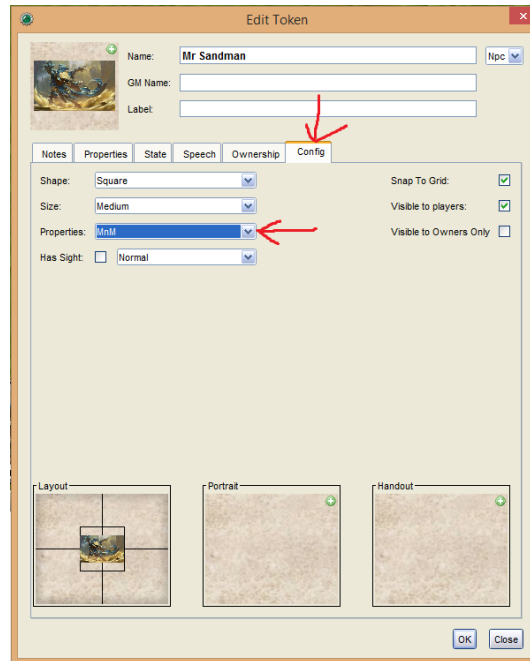 Edit Token
x
Name: Mr Sandman Npc
GM Name:
Label:
Notes Properties State Speech Ownership Config
Shape: Square Snap To Grid:
Size: Medium Visible to players:
Properties: MnM Visible to Owners Only
Has Sight: Normal
Layout Portrait Handout
OK Close